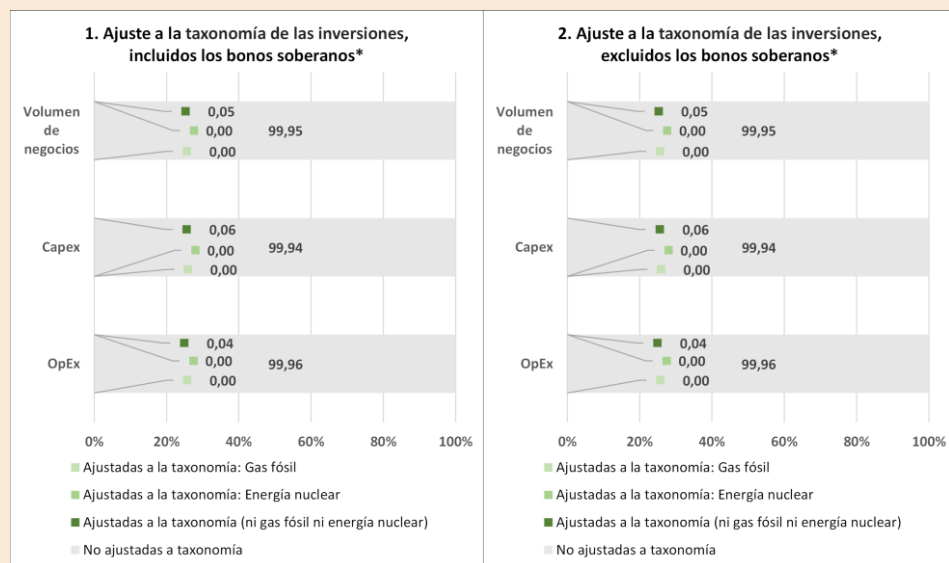 1. Ajuste a la taxonomía de las inversiones,
incluidos los bonos soberanos*
Volumen
de
negocios
0,05
0,00
99,95
0,00
Capex
0,06
0,00
99,94
0,00
OpEx
0,04
0,00
99,96
0,00
0% 20% 40% 60% 80% 100%
Ajustadas a la taxonomía: Gas fósil
Ajustadas a la taxonomía: Energía nuclear
Ajustadas a la taxonomía (ni gas fósil ni energía nuclear)
No ajustadas a taxonomía
2. Ajuste a la taxonomía de las inversiones,
excluidos los bonos soberanos*
Volumen
de
negocios
0,05
0,00
99,95
0,00
Capex
0,06
0,00
99,94
0,00
OpEx
0,04
0,00
99,96
0,00
0% 20% 40% 60% 80% 100%
Ajustadas a la taxonomía: Gas fósil
Ajustadas a la taxonomía: Energía nuclear
Ajustadas a la taxonomía (ni gas fósil ni energía nuclear)
No ajustadas a taxonomía